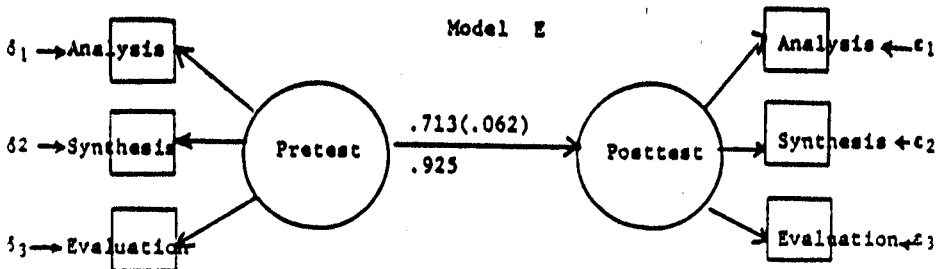 Model E
δ1 Analysis
Analysis ε1
.713(.062)
δ2 Synthesis
Pretest
Posttest
Synthesis ε2
.925
δ3 Evaluation
Evaluation ε3